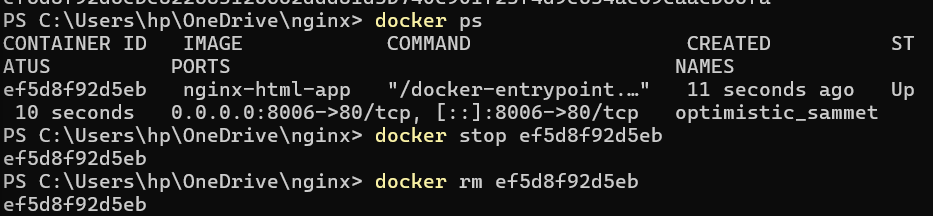 PS C:\Users\hp\OneDrive\nginx> docker ps
CONTAINER ID   IMAGE            COMMAND                  CREATED          ST
ATUS          PORTS                                     NAMES
ef5d8f92d5eb   nginx-html-app   "/docker-entrypoint.…"   11 seconds ago   Up
 10 seconds   0.0.0.0:8006->80/tcp, [::]:8006->80/tcp   optimistic_sammet
PS C:\Users\hp\OneDrive\nginx> docker stop ef5d8f92d5eb
ef5d8f92d5eb
PS C:\Users\hp\OneDrive\nginx> docker rm ef5d8f92d5eb
ef5d8f92d5eb